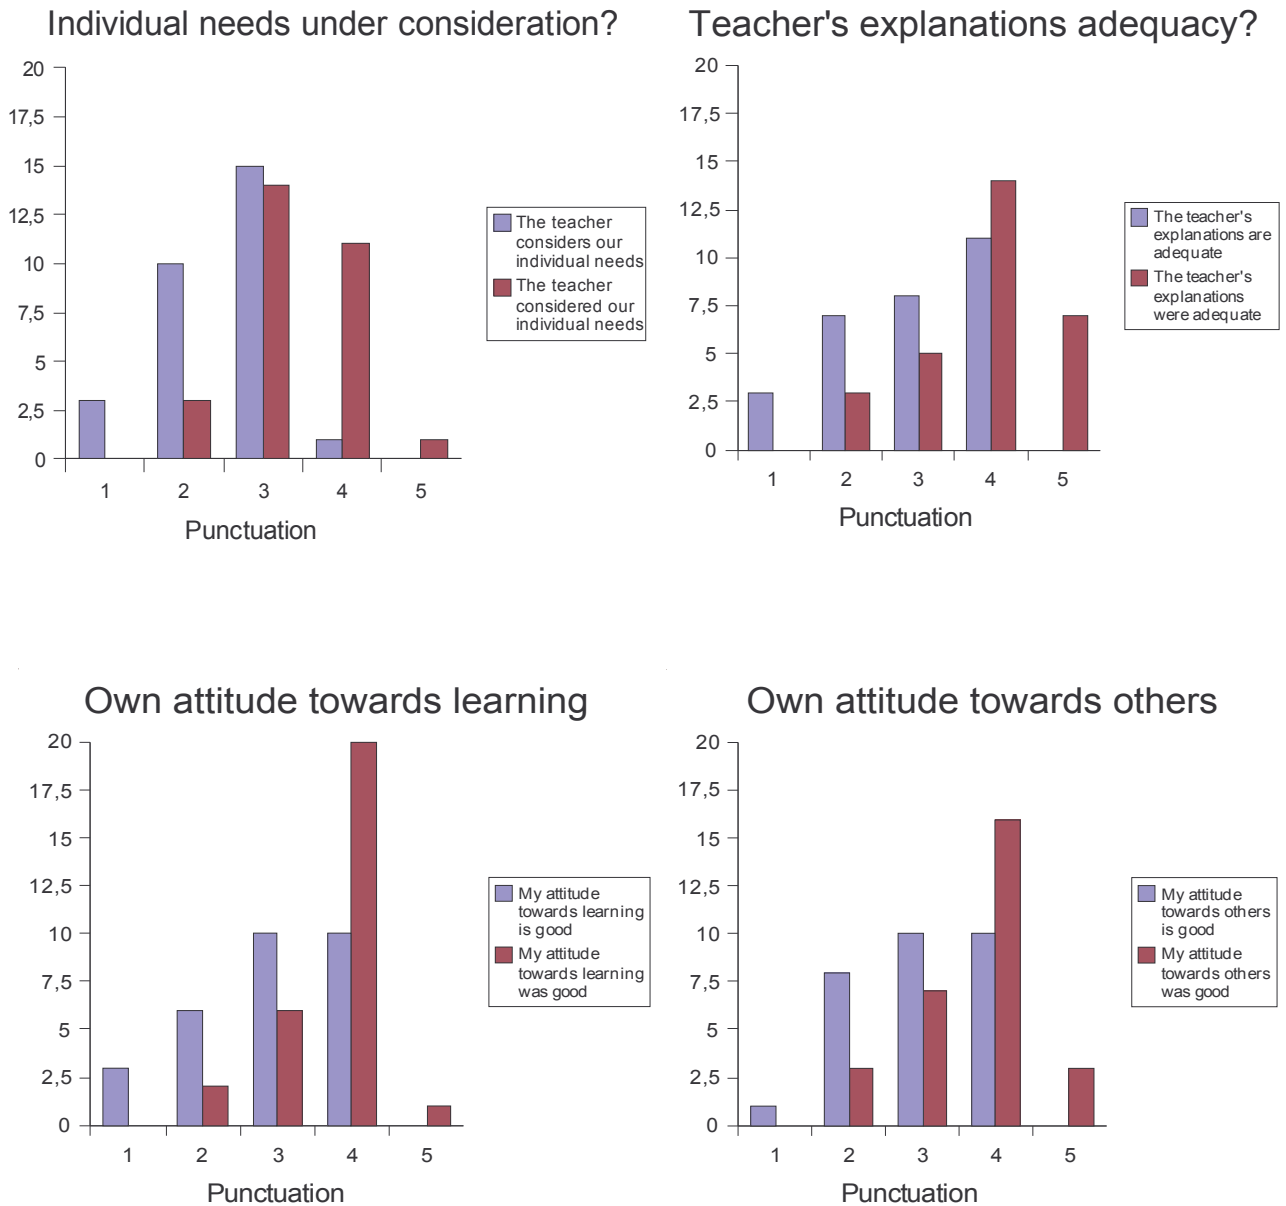 Individual needs under consideration?
20
17,5
15
12,5
10
7,5
5
2,5
0
1 2 3 4 5
Punctuation
The teacher
considers our
individual needs
The teacher
considered our
individual needs
Teacher's explanations adequacy?
20
17,5
15
12,5
10
7,5
5
2,5
0
1 2 3 4 5
Punctuation
The teacher's
explanations are
adequate
The teacher's
explanations
were adequate
Own attitude towards learning
20
17,5
15
12,5
10
7,5
5
2,5
0
1 2 3 4 5
Punctuation
My attitude
towards learning
is good
My attitude
towards learning
was good
Own attitude towards others
20
17,5
15
12,5
10
7,5
5
2,5
0
1 2 3 4 5
Punctuation
My attitude
towards others
is good
My attitude
towards others
was good